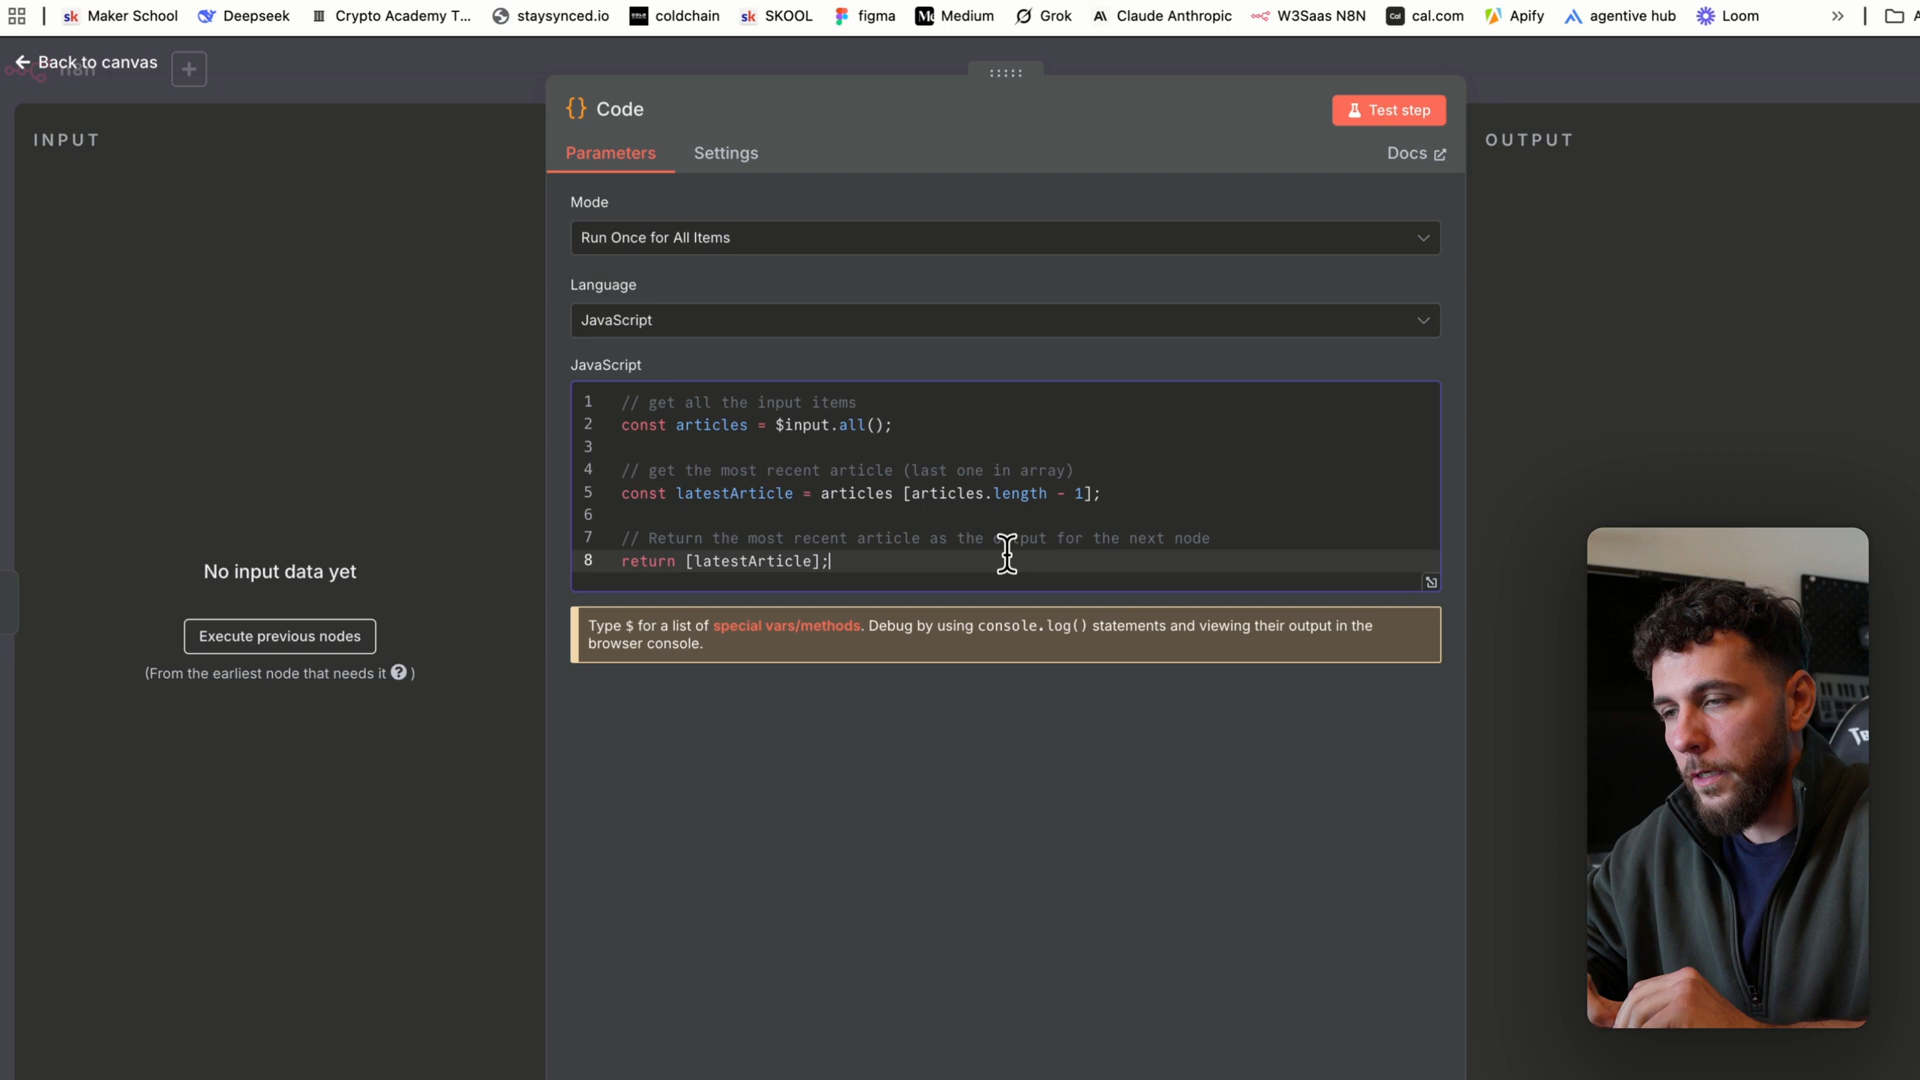 sk Maker School Deepseek Crypto Academy T... staysynced.io coldchain sk SKOOL figma Medium Grok Claude Anthropic W3Saas N8N Cal cal.com Apify agentive hub Loom »
← Back to canvas
+
INPUT
{} Code
Test step
OUTPUT
Parameters Settings Docs
Mode
Run Once for All Items
Language
JavaScript
JavaScript
1 // get all the input items
2 const articles = $input.all();
3
4 // get the most recent article (last one in array)
5 const latestArticle = articles [articles.length - 1];
6
7 // Return the most recent article as the output for the next node
8 return [latestArticle];
No input data yet
Execute previous nodes
(From the earliest node that needs it ? )
Type $ for a list of special vars/methods. Debug by using console.log() statements and viewing their output in the
browser console.